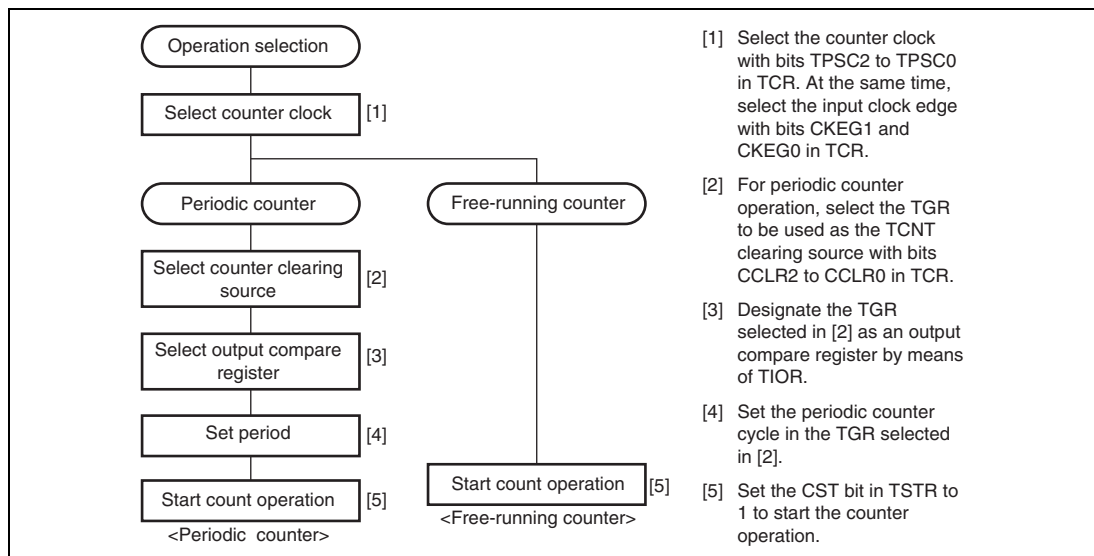 Operation selection
Select counter clock
[1]
Periodic counter
Free-running counter
Select counter clearing
source
[2]
Select output compare
register
[3]
Set period
[4]
Start count operation
[5]
<Periodic counter>
Start count operation
[5]
<Free-running counter>
[1] Select the counter clock
with bits TPSC2 to TPSC0
in TCR. At the same time,
select the input clock edge
with bits CKEG1 and
CKEG0 in TCR.
[2] For periodic counter
operation, select the TGR
to be used as the TCNT
clearing source with bits
CCLR2 to CCLR0 in TCR.
[3] Designate the TGR
selected in [2] as an output
compare register by means
of TIOR.
[4] Set the periodic counter
cycle in the TGR selected
in [2].
[5] Set the CST bit in TSTR to
1 to start the counter
operation.